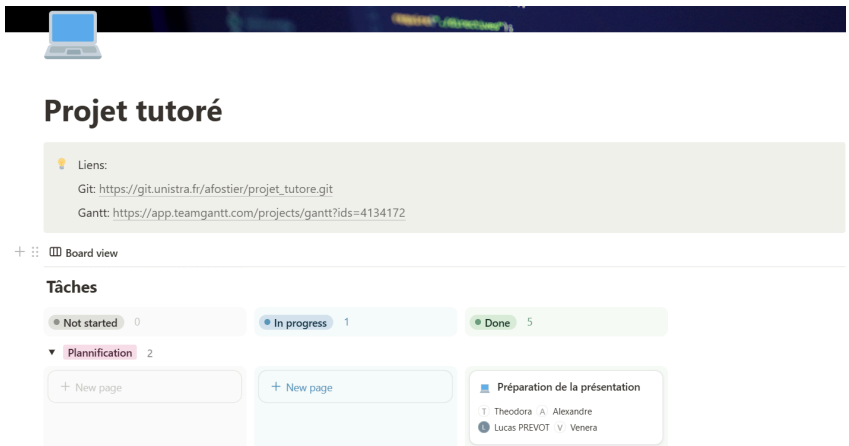 Projet tutoré
Liens:
Git: https://git.unistra.fr/afostier/projet_tutore.git
Gantt: https://app.teamgantt.com/projects/gantt?ids=4134172
Board view
Tâches
Not started 0
In progress 1
Done 5
Plannification 2
+ New page
+ New page
Préparation de la présentation
T Theodora A Alexandre
L Lucas PREVOT V Venera